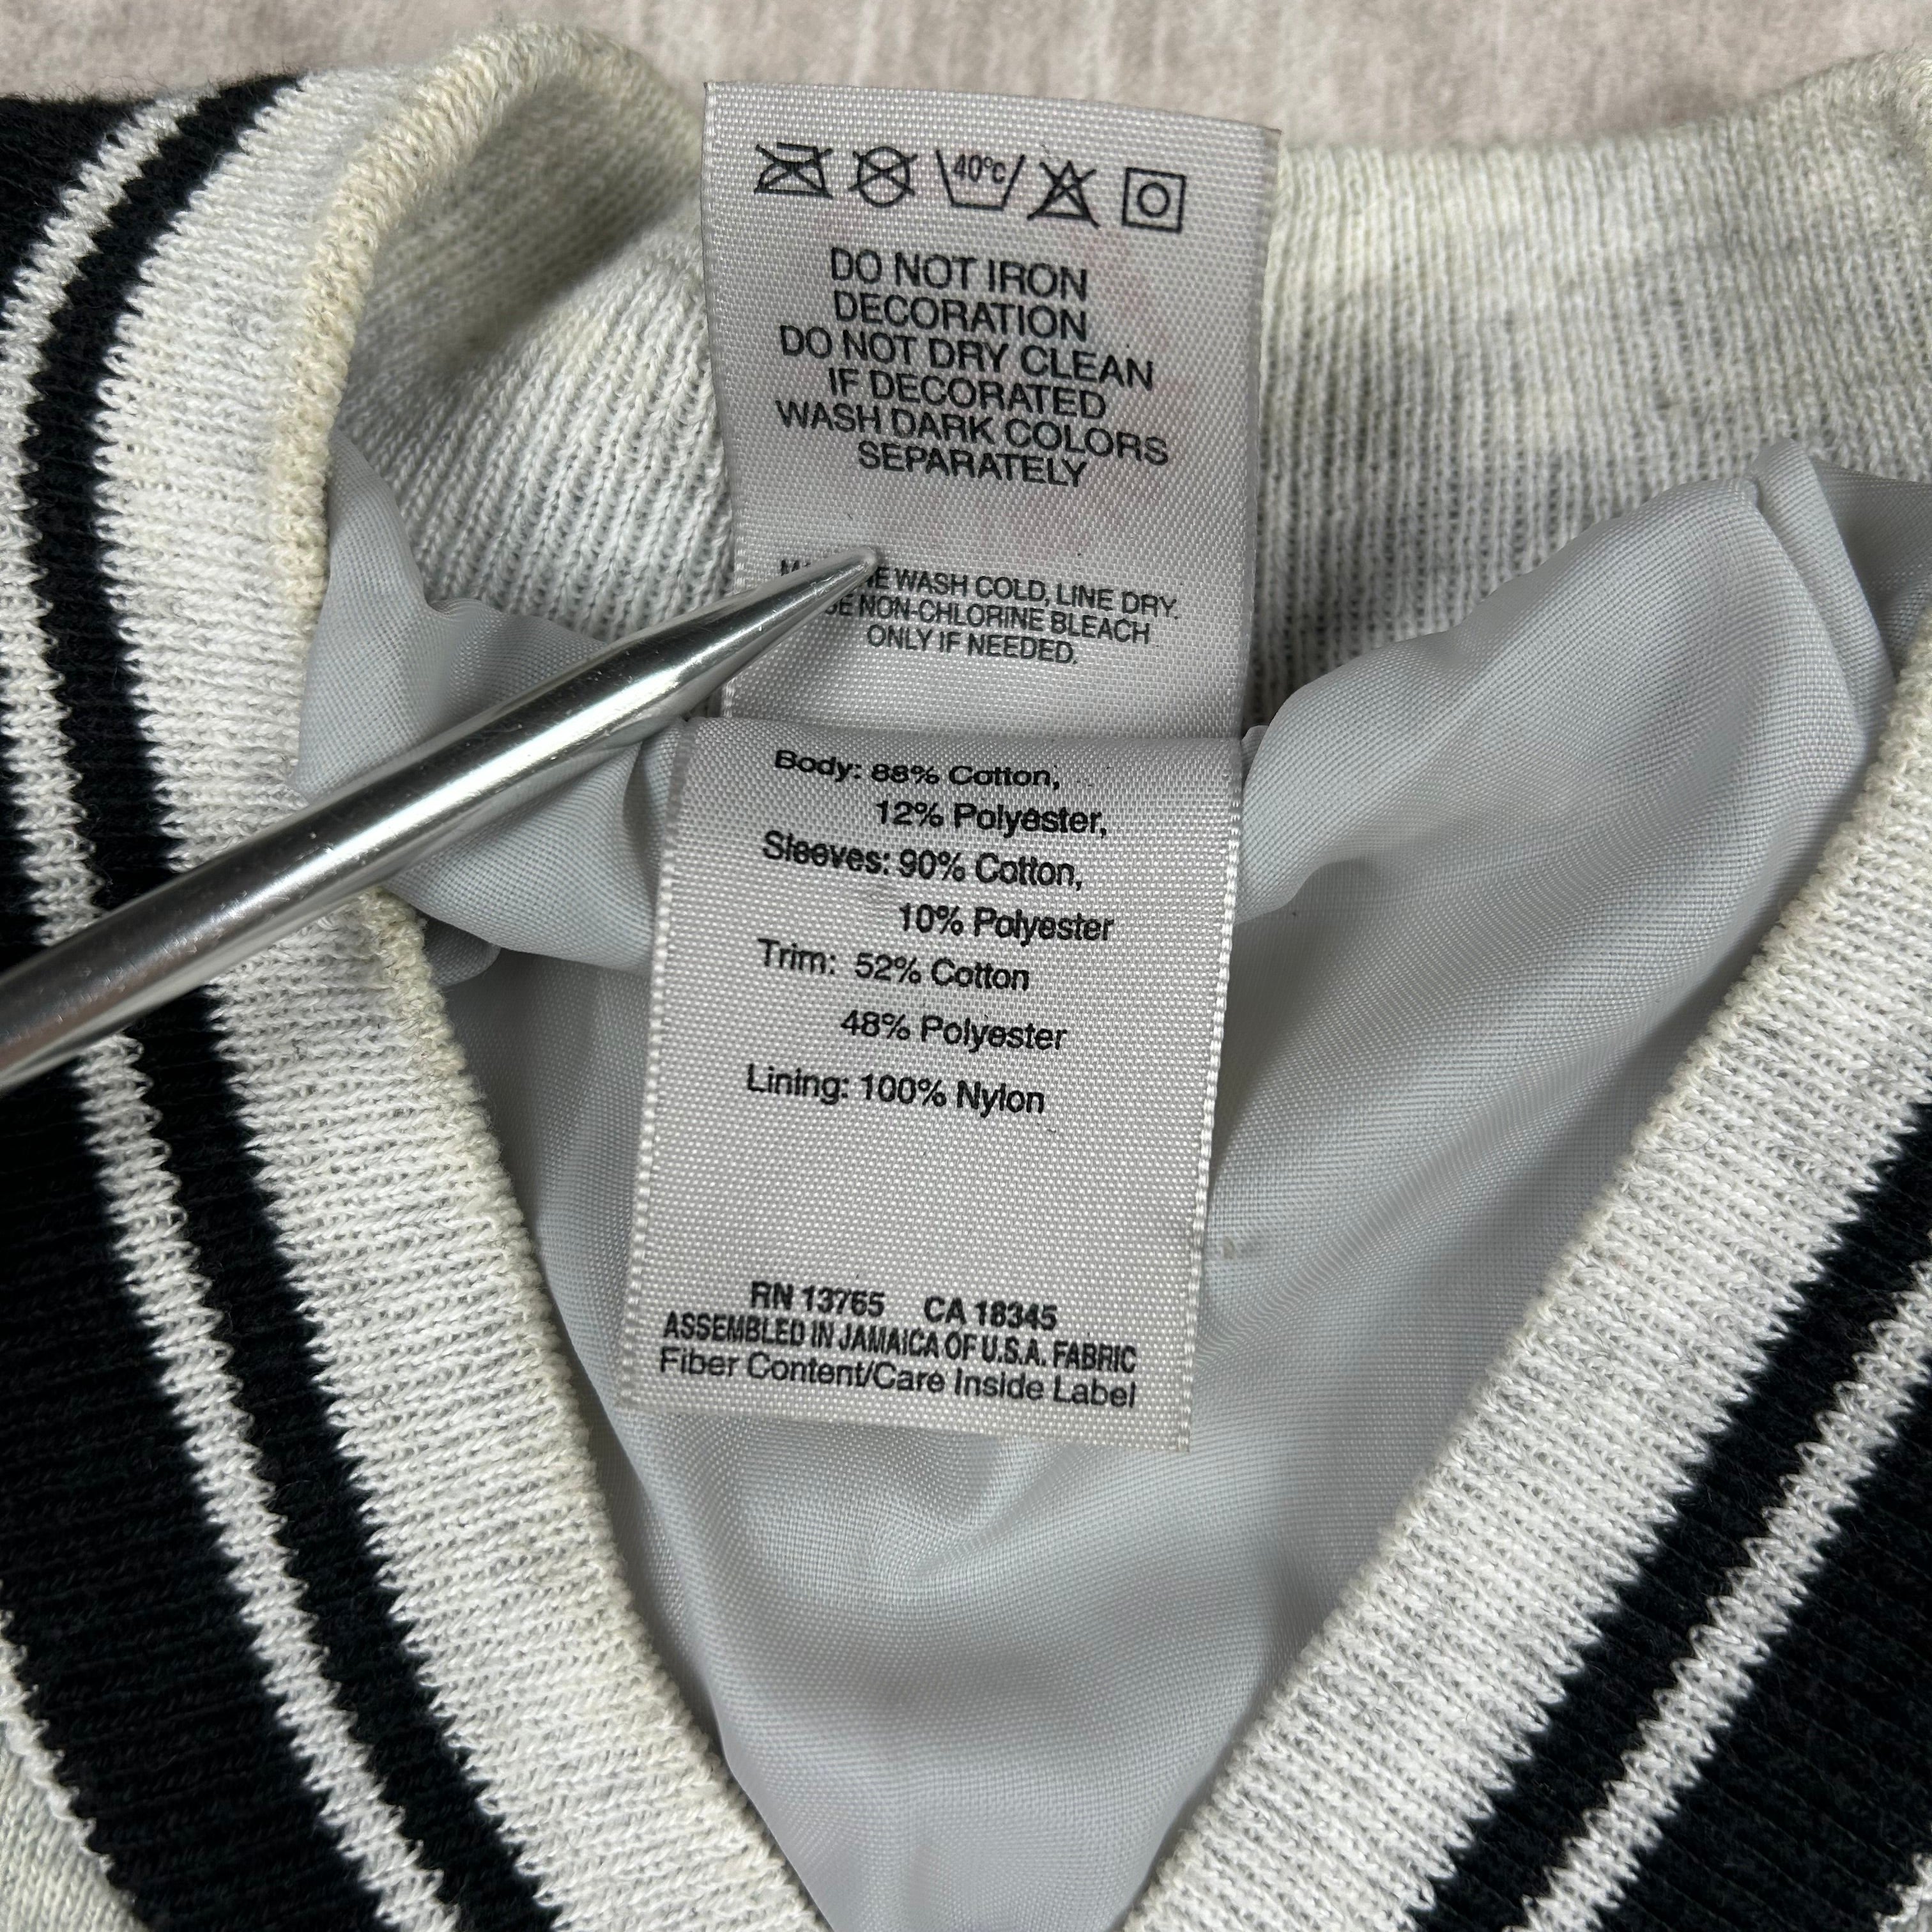 40°c
DO NOT IRON
DECORATION
DO NOT DRY CLEAN
IF DECORATED
WASH DARK COLORS
SEPARATELY
WASH COLD, LINE DRY.
NON-CHLORINE BLEACH
ONLY IF NEEDED.
Body: 88% Cotton,
12% Polyester,
Sleeves: 90% Cotton,
10% Polyester
Trim: 52% Cotton
48% Polyester
Lining: 100% Nylon
RN 13765 CA 18345
ASSEMBLED IN JAMAICA OF U.S.A. FABRIC
Fiber Content/Care Inside Label